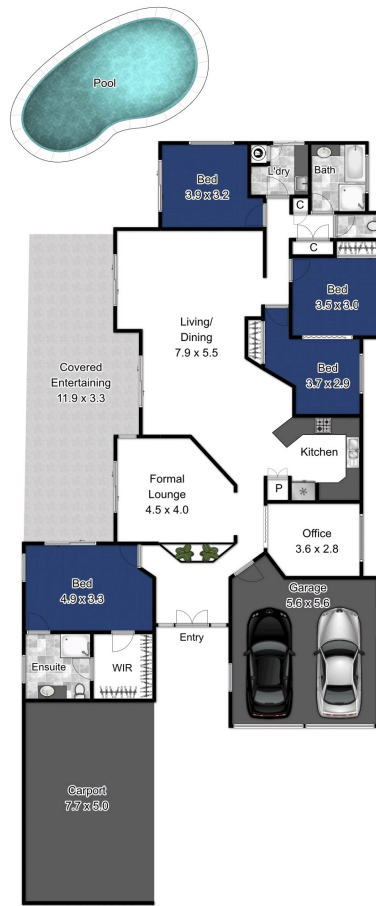 Pool
L'dry
Bath
Bed
3.9 x 3.2
C
C
Bed
3.5 x 3.0
Living/
Dining
7.9 x 5.5
Bed
3.7 x 2.9
Covered
Entertaining
11.9 x 3.3
Kitchen
Formal
Lounge
4.5 x 4.0
P
Office
3.6 x 2.8
Bed
4.9 x 3.3
Garage
5.6 x 5.6
Entry
Ensuite
WIR
Carport
7.7 x 5.0